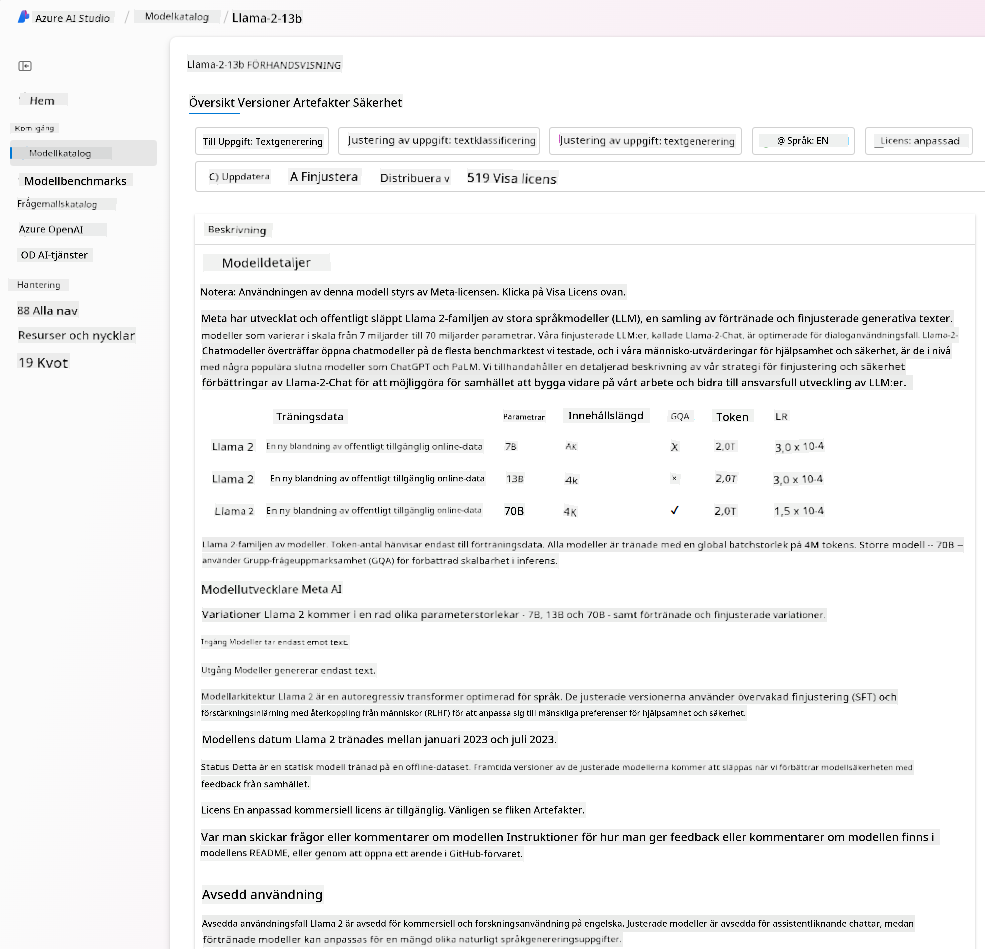 Azure AI Studio / Modelkatalog / Llama-2-13b
Llama-2-13b FÖRHANDSVISNING
Hem
Översikt Versioner Artefakter Säkerhet
Kom igång
Till Uppgift: Textgenerering
Justering av uppgift: textklassificering
Justering av uppgift: textgenerering
@ Språk: EN
Licens: anpassad
Modellkatalog
C) Uppdatera
A Finjustera
Distribuera v
519 Visa licens
Modellbenchmarks
Frågemallskatalog
Azure OpenAI
OD AI-tjänster
Hantering
88 Alla nav
Resurser och nycklar
19 Kvot
Beskrivning
Modelldetaljer
Notera: Användningen av denna modell styrs av Meta-licensen. Klicka på Visa Licens ovan.
Meta har utvecklat och offentligt släppt Llama 2-familjen av stora språkmodeller (LLM), en samling av förtränade och finjusterade generativa texter.
modeller som varierar i skala från 7 miljarder till 70 miljarder parametrar. Våra finjusterade LLM:er, kallade Llama-2-Chat, är optimerade för dialoganvändningsfall. Llama-2-
Chatmodeller överträffar öppna chatmodeller på de flesta benchmarktest vi testade, och i våra människo-utvärderingar för hjälpsamhet och säkerhet, är de i nivå
med några populära slutna modeller som ChatGPT och PaLM. Vi tillhandahåller en detaljerad beskrivning av vår strategi för finjustering och säkerhet
förbättringar av Llama-2-Chat för att möjliggöra för samhället att bygga vidare på vårt arbete och bidra till ansvarsfull utveckling av LLM:er.
Träningsdata Parametrar Innehållslängd GQA Token LR
Llama 2 En ny blandning av offentligt tillgänglig online-data 7B 4K X 2,0T 3,0 x 10-4
Llama 2 En ny blandning av offentligt tillgänglig online-data 13B 4k × 2,0T 3,0 x 10-4
Llama 2 En ny blandning av offentligt tillgänglig online-data 70B 4K ✓ 2,0T 1,5 x 10-4
Llama 2 familjen av modeller. Token-antal hänvisar endast till förträningsdata. Alla modeller är tränade med en global batchstorlek på 4M tokens. Större modell -- 70B --
använder Grupp-frågeuppmärksamhet (GQA) för förbättrad skalbarhet i inferens.
Modellutvecklare Meta AI
Variationer Llama 2 kommer i en rad olika parameterstorlekar - 7B, 13B och 70B - samt förtränade och finjusterade variationer.
Ingång Modeller tar endast emot text.
Utgång Modeller genererar endast text.
Modellarkitektur Llama 2 är en autoregressiv transformer optimerad för språk. De justerade versionerna använder övervakad finjustering (SFT) och
förstärkningsinlärning med återkoppling från människor (RLHF) för att anpassa sig till mänskliga preferenser för hjälpsamhet och säkerhet.
Modellens datum Llama 2 tränades mellan januari 2023 och juli 2023.
Status Detta är en statisk modell tränad på en offline-dataset. Framtida versioner av de justerade modellerna kommer att släppas när vi förbättrar modellsäkerheten med
feedback från samhället.
Licens En anpassad kommersiell licens är tillgänglig. Vänligen se fliken Artefakter.
Var man skickar frågor eller kommentarer om modellen Instruktioner för hur man ger feedback eller kommentarer om modellen finns i
modellens README, eller genom att öppna ett ärende i GitHub-förvaret.
Avsedd användning
Avsedda användningsfall Llama 2 är avsedd för kommersiell och forskningsanvändning på engelska. Justerade modeller är avsedda för assistentliknande chattar, medan
förtränade modeller kan anpassas för en mängd olika naturligt språkgenereringsuppgifter.